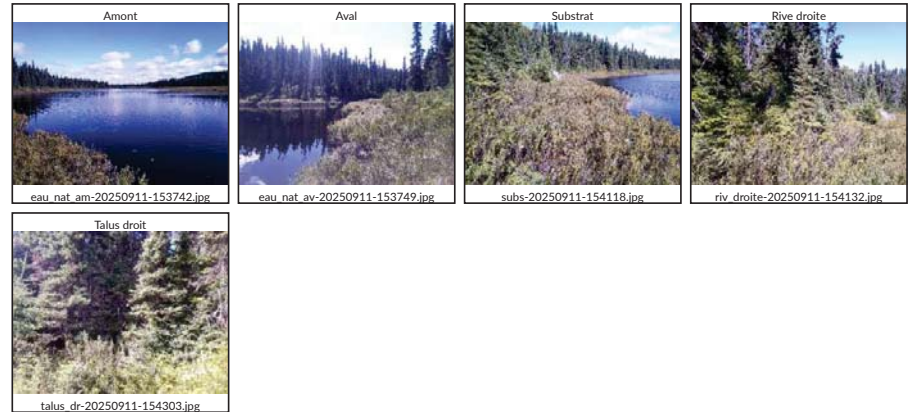 Amont
Aval
Substrat
Rive droite
eau_nat_am-20250911-153742.jpg
eau_nat_av-20250911-153749.jpg
subs-20250911-154118.jpg
riv_droite-20250911-154132.jpg
Talus droit
talus_dr-20250911-154303.jpg